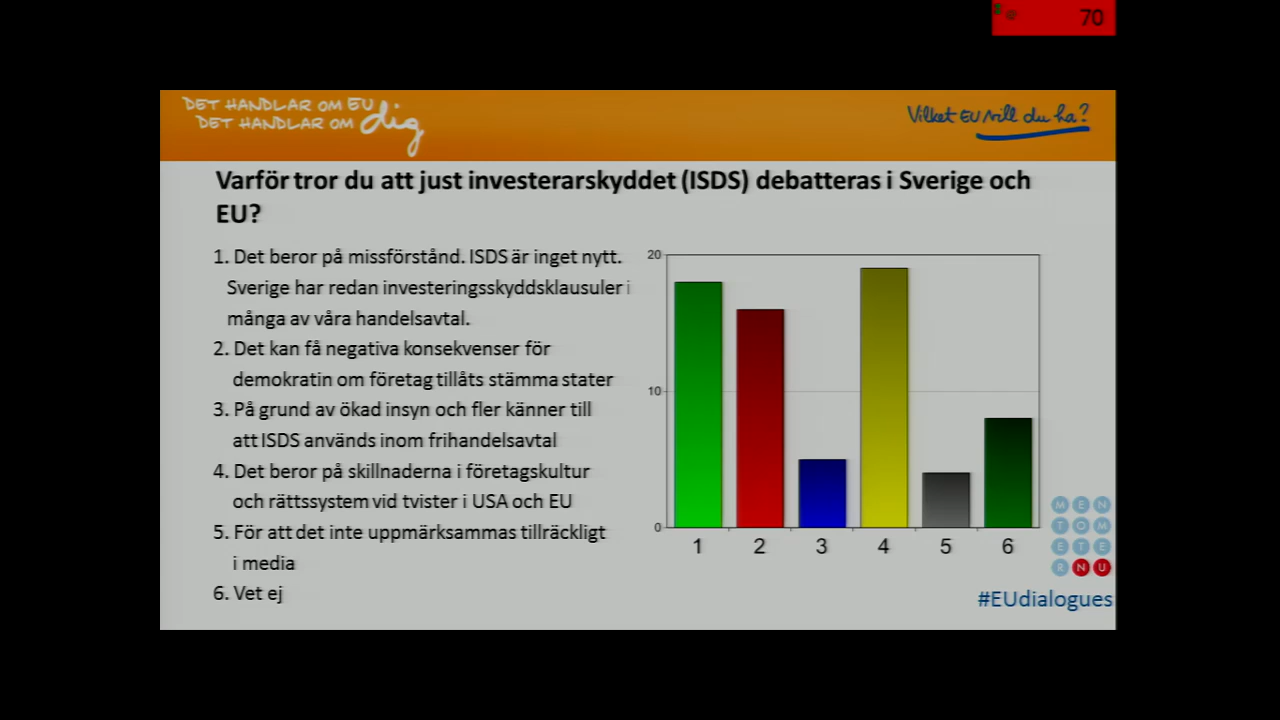 70
DET HANDLAR OM EU
DET HANDLAR OM dig
Vilket EU vill du ha?
Varför tror du att just investerarskyddet (ISDS) debatteras i Sverige och
EU?
1. Det beror på missförstånd. ISDS är inget nytt.
Sverige har redan investeringsskyddsklausuler i
många av våra handelsavtal.
2. Det kan få negativa konsekvenser för
demokratin om företag tillåts stämma stater
3. På grund av ökad insyn och fler känner till
att ISDS används inom frihandelsavtal
4. Det beror på skillnaderna i företagskultur
och rättssystem vid tvister i USA och EU
5. För att det inte uppmärksammas tillräckligt
i media
6. Vet ej
20
10
0
1 2 3 4 5 6
MEN
TOM
ETE
R NU
#EUdialogues